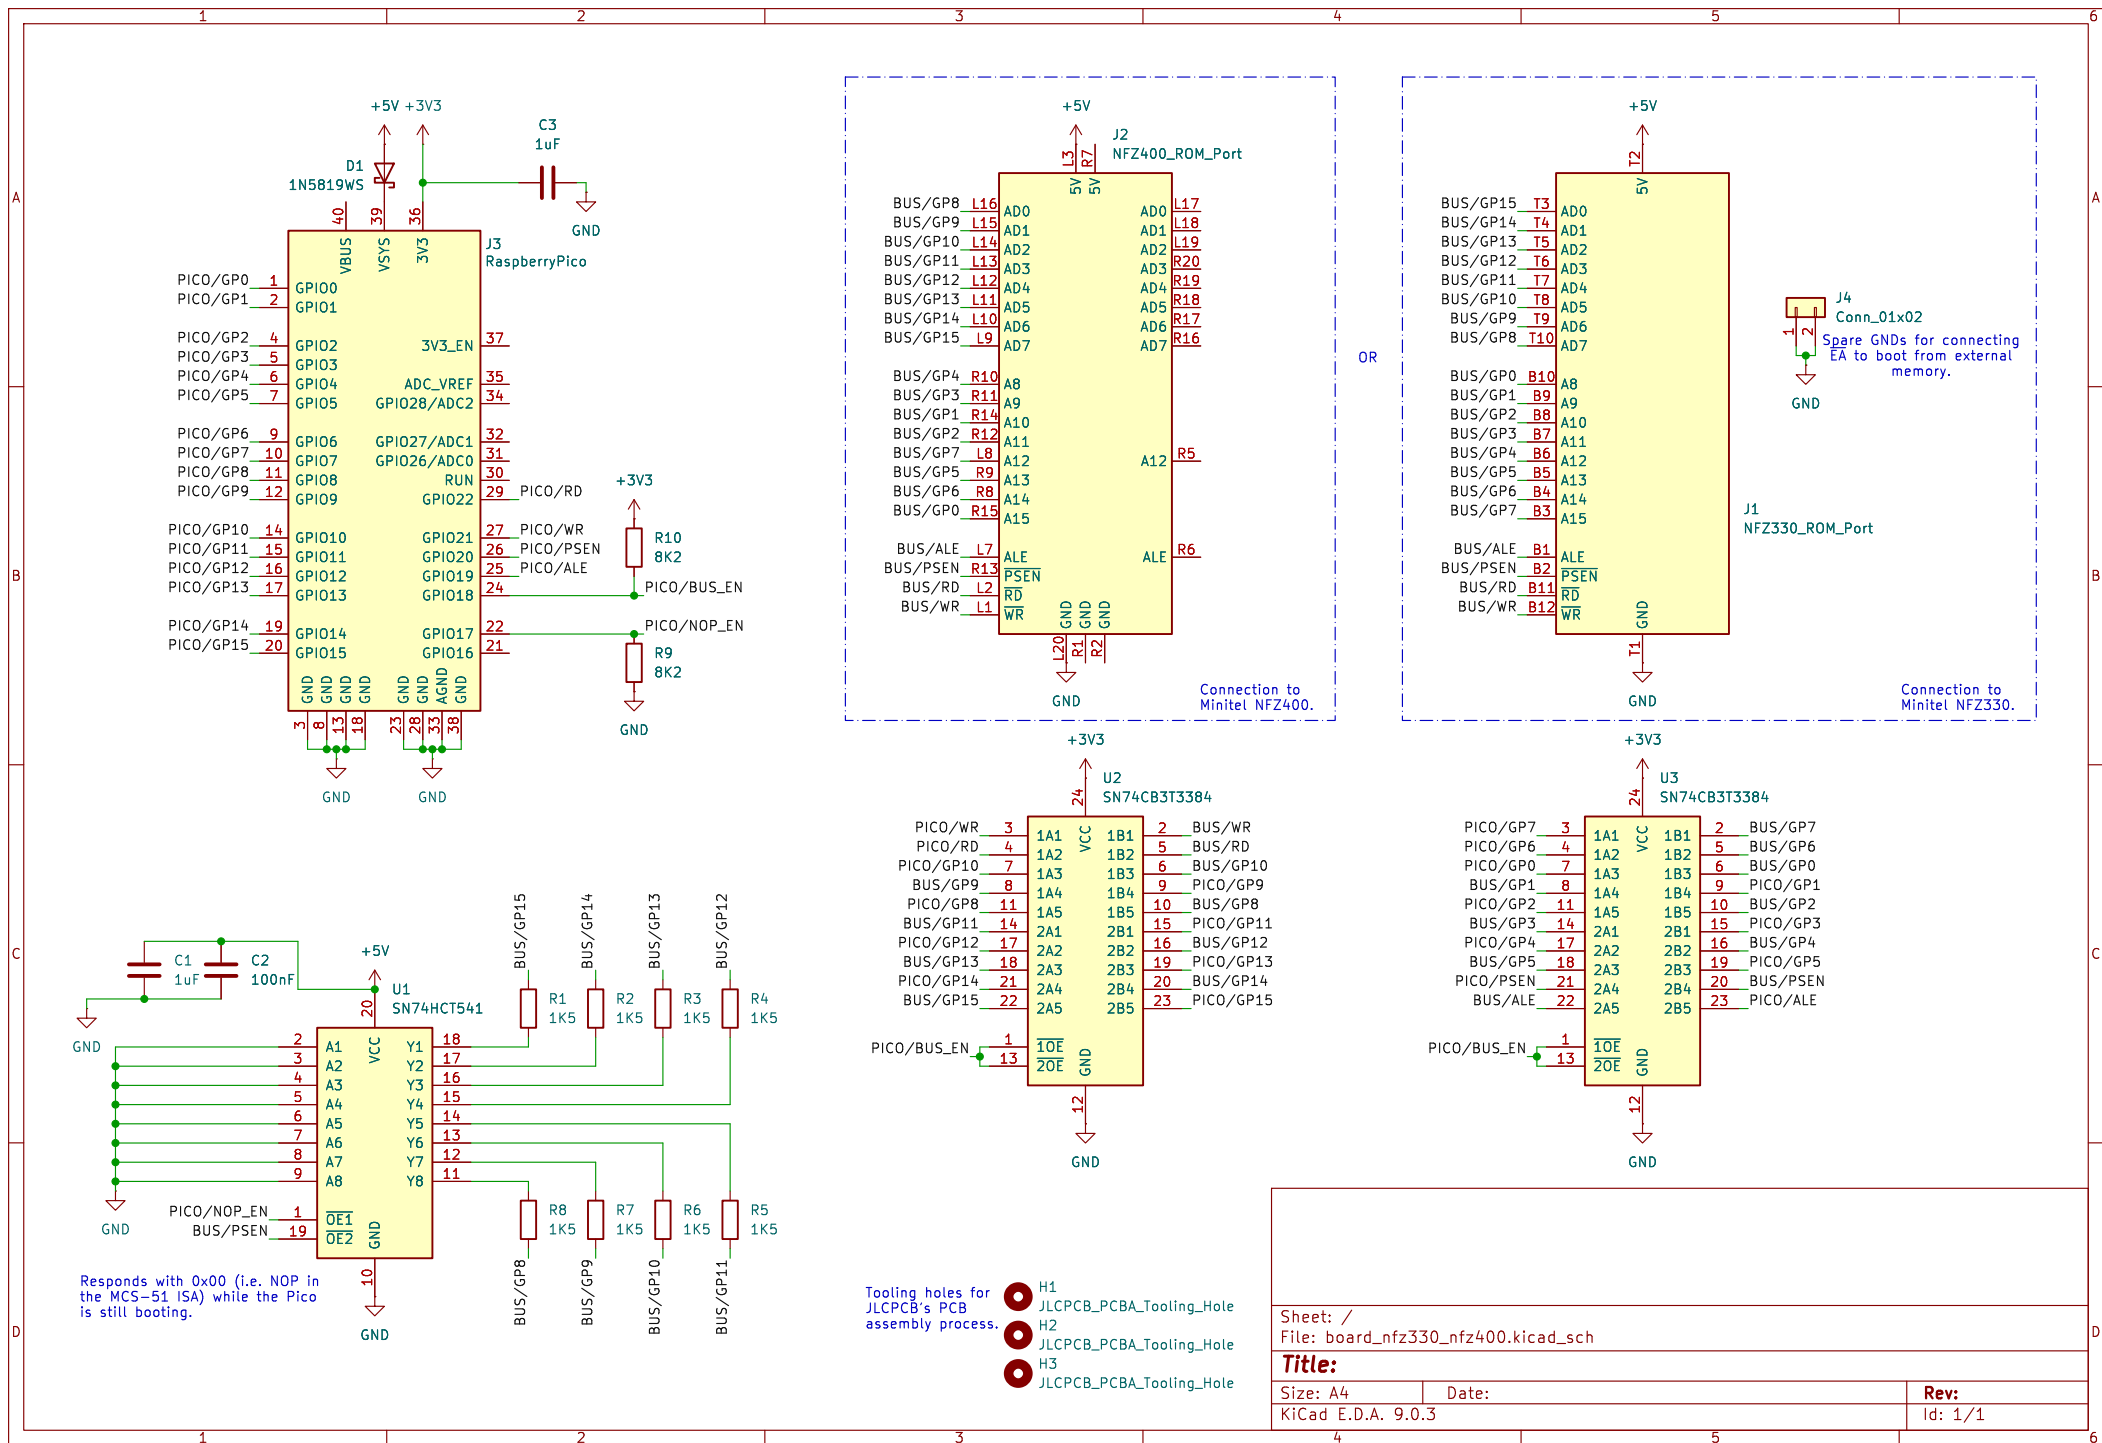 1 2 3 4 5 6
A
B
C
D
+5V +3V3
D1
1N5819WS
C3
1uF
GND
40 39 36
VBUS VSYS 3V3
J3
RaspberryPico
PICO/GP0 1 GPIO0
PICO/GP1 2 GPIO1
PICO/GP2 4 GPIO2
PICO/GP3 5 GPIO3
PICO/GP4 6 GPIO4
PICO/GP5 7 GPIO5
PICO/GP6 9 GPIO6
PICO/GP7 10 GPIO7
PICO/GP8 11 GPIO8
PICO/GP9 12 GPIO9
PICO/GP10 14 GPIO10
PICO/GP11 15 GPIO11
PICO/GP12 16 GPIO12
PICO/GP13 17 GPIO13
PICO/GP14 19 GPIO14
PICO/GP15 20 GPIO15
3V3_EN 37
ADC_VREF 35
GPIO28/ADC2 34
GPIO27/ADC1 32
GPIO26/ADC0 31
RUN 30
GPIO22 29 PICO/RD
GPIO21 27 PICO/WR
GPIO20 26 PICO/PSEN
GPIO19 25 PICO/ALE
GPIO18 24 PICO/BUS_EN
GPIO17 22 PICO/NOP_EN
GPIO16 21
GND GND GND GND GND GND AGND GND
3 8 13 18 23 28 33 38
GND GND
+3V3
R10
8K2
R9
8K2
GND
+5V
J2
NFZ400_ROM_Port
L3 R7
5V 5V
BUS/GP8 L16 AD0 AD0 L17
BUS/GP9 L15 AD1 AD1 L18
BUS/GP10 L14 AD2 AD2 L19
BUS/GP11 L13 AD3 AD3 R20
BUS/GP12 L12 AD4 AD4 R19
BUS/GP13 L11 AD5 AD5 R18
BUS/GP14 L10 AD6 AD6 R17
BUS/GP15 L9 AD7 AD7 R16
BUS/GP4 R10 A8
BUS/GP3 R11 A9
BUS/GP1 R14 A10
BUS/GP2 R12 A11
BUS/GP7 L8 A12 A12 R5
BUS/GP5 R9 A13
BUS/GP6 R8 A14
BUS/GP0 R15 A15
BUS/ALE L7 ALE ALE R6
BUS/PSEN R13 PSEN
BUS/RD L2 RD
BUS/WR L1 WR
GND GND GND
L20 R1 R2
GND
Connection to
Minitel NFZ400.
OR
+5V
T2
5V
BUS/GP15 T3 AD0
BUS/GP14 T4 AD1
BUS/GP13 T5 AD2
BUS/GP12 T6 AD3
BUS/GP11 T7 AD4
BUS/GP10 T8 AD5
BUS/GP9 T9 AD6
BUS/GP8 T10 AD7
BUS/GP0 B10 A8
BUS/GP1 B9 A9
BUS/GP2 B8 A10
BUS/GP3 B7 A11
BUS/GP4 B6 A12
BUS/GP5 B5 A13
BUS/GP6 B4 A14
BUS/GP7 B3 A15
BUS/ALE B1 ALE
BUS/PSEN B2 PSEN
BUS/RD B11 RD
BUS/WR B12 WR
GND
T1
GND
J1
NFZ330_ROM_Port
J4
Conn_01x02
1 2
Spare GNDs for connecting
EA to boot from external
memory.
GND
Connection to
Minitel NFZ330.
+3V3
24
U2
SN74CB3T3384
VCC
PICO/WR 3 1A1 1B1 2 BUS/WR
PICO/RD 4 1A2 1B2 5 BUS/RD
PICO/GP10 7 1A3 1B3 6 BUS/GP10
BUS/GP9 8 1A4 1B4 9 PICO/GP9
PICO/GP8 11 1A5 1B5 10 BUS/GP8
BUS/GP11 14 2A1 2B1 15 PICO/GP11
PICO/GP12 17 2A2 2B2 16 BUS/GP12
BUS/GP13 18 2A3 2B3 19 PICO/GP13
PICO/GP14 21 2A4 2B4 20 BUS/GP14
BUS/GP15 22 2A5 2B5 23 PICO/GP15
PICO/BUS_EN
1 1OE
13 2OE
GND
12
GND
+3V3
24
U3
SN74CB3T3384
VCC
PICO/GP7 3 1A1 1B1 2 BUS/GP7
PICO/GP6 4 1A2 1B2 5 BUS/GP6
PICO/GP0 7 1A3 1B3 6 BUS/GP0
BUS/GP1 8 1A4 1B4 9 PICO/GP1
PICO/GP2 11 1A5 1B5 10 BUS/GP2
BUS/GP3 14 2A1 2B1 15 PICO/GP3
PICO/GP4 17 2A2 2B2 16 BUS/GP4
BUS/GP5 18 2A3 2B3 19 PICO/GP5
PICO/PSEN 21 2A4 2B4 20 BUS/PSEN
BUS/ALE 22 2A5 2B5 23 PICO/ALE
PICO/BUS_EN
1 1OE
13 2OE
GND
12
GND
C1
1uF
C2
100nF
GND
+5V
20
U1
SN74HCT541
VCC
2 A1 Y1 18
3 A2 Y2 17
4 A3 Y3 16
5 A4 Y4 15
6 A5 Y5 14
7 A6 Y6 13
8 A7 Y7 12
9 A8 Y8 11
GND
PICO/NOP_EN 1 OE1
BUS/PSEN 19 OE2
GND
10
GND
BUS/GP15 BUS/GP14 BUS/GP13 BUS/GP12
R1 R2 R3 R4
1K5 1K5 1K5 1K5
R8 R7 R6 R5
1K5 1K5 1K5 1K5
BUS/GP8 BUS/GP9 BUS/GP10 BUS/GP11
Responds with 0x00 (i.e. NOP in
the MCS-51 ISA) while the Pico
is still booting.
Tooling holes for
JLCPCB's PCB
assembly process.
H1
JLCPCB_PCBA_Tooling_Hole
H2
JLCPCB_PCBA_Tooling_Hole
H3
JLCPCB_PCBA_Tooling_Hole
Sheet: /
File: board_nfz330_nfz400.kicad_sch
Title:
Size: A4 Date: Rev:
KiCad E.D.A. 9.0.3 Id: 1/1
A
B
C
D
1 2 3 4 5 6